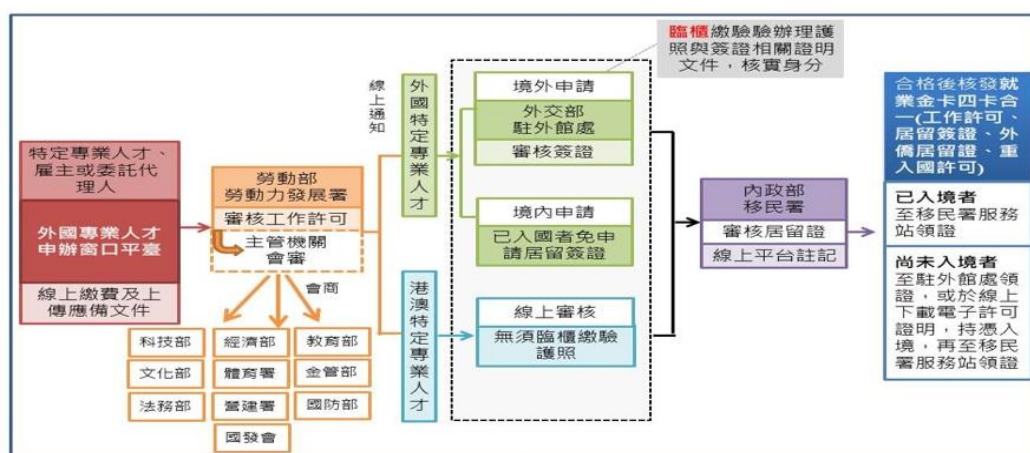 臨櫃繳驗驗辦理護
照與簽證相關證明
文件，核實身分
特定專業人才、
雇主或委託代
理人
外國專業人才
申辦窗口平臺
線上繳費及上
傳應備文件
勞動部
勞動力發展署
審核工作許可
主管機關
會審
會商
科技部
經濟部
教育部
文化部
體育署
金管部
法務部
營建署
國防部
國發會
線上通知
外國特定專業人才
港澳特定專業人才
境外申請
外交部
駐外館處
審核簽證
境內申請
已入國者免申
請居留簽證
線上審核
無須臨櫃繳驗
護照
內政部
移民署
審核居留證
線上平台註記
合格後核發就
業金卡四卡合
一(工作許可、
居留簽證、外
僑居留證、重
入國許可)
已入境者
至移民署服務
站領證
尚未入境者
至駐外館處領
證，或於線上
下載電子許可
證明，持憑入
境，再至移民
署服務站領證